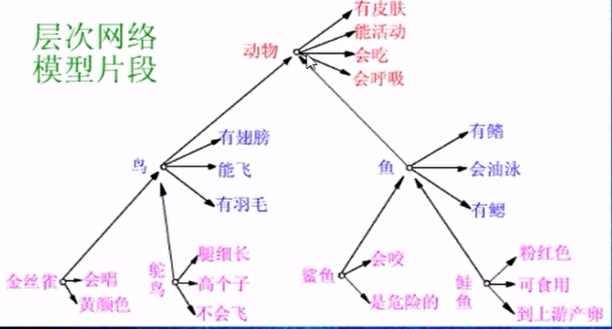 层次网络
模型片段
动物
有皮肤
能活动
会吃
会呼吸
鸟
有翅膀
能飞
有羽毛
鱼
有鳍
会油泳
有鳃
金丝雀
会唱
黄颜色
鸵鸟
腿细长
高个子
不会飞
鲨鱼
会咬
是危险的
鲑鱼
粉红色
可食用
到上游产卵